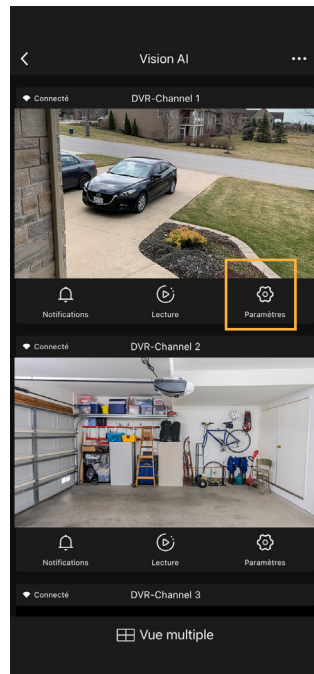 Vision AI
Connecté DVR-Channel 1
Notifications Lecture Paramètres
Connecté DVR-Channel 2
Notifications Lecture Paramètres
Connecté DVR-Channel 3
Vue multiple